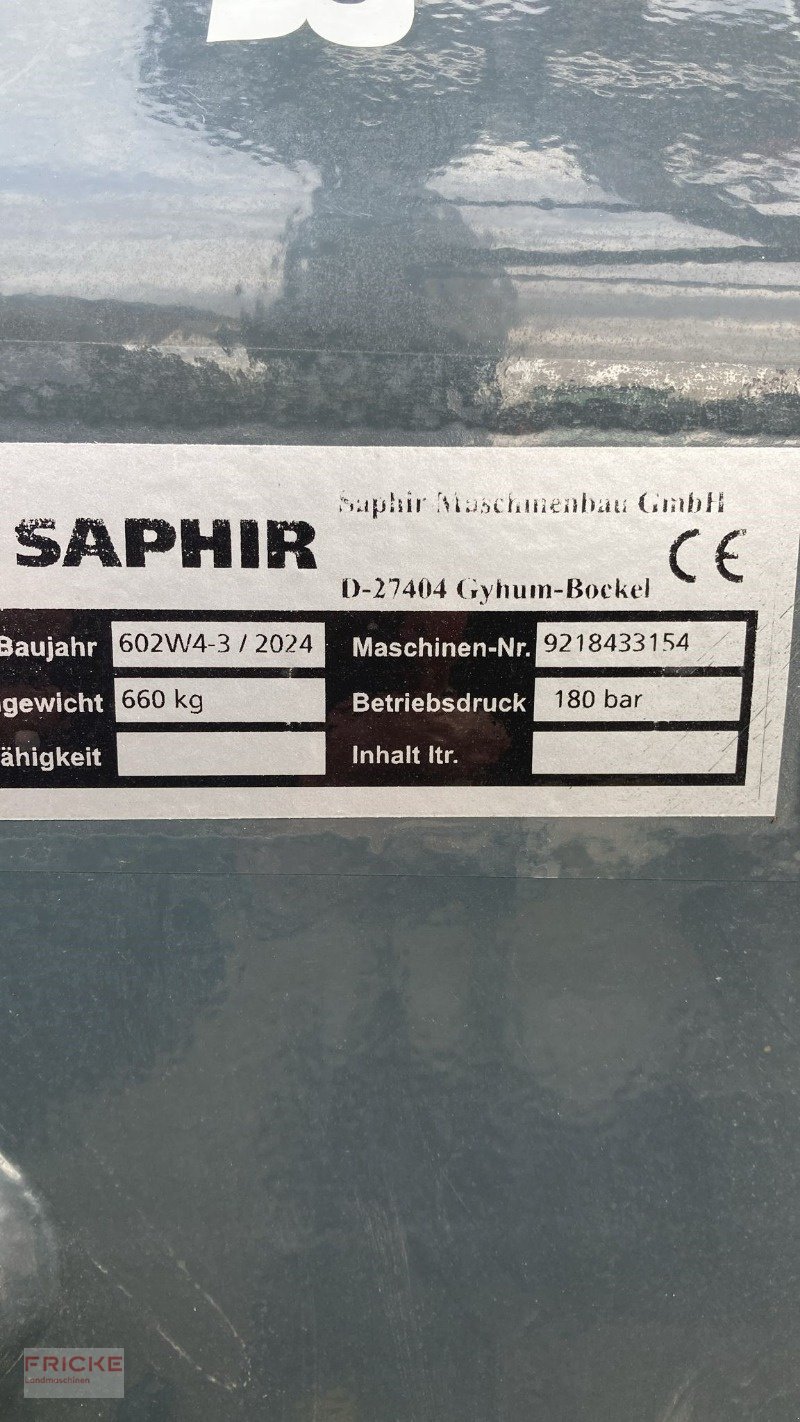 Saphir Maschinenbau GmbH
SAPHIR
CE
D-27404 Gyhum-Bockel
Baujahr 602W4-3 / 2024 Maschinen-Nr. 9218433154
gewicht 660 kg Betriebsdruck 180 bar
ähigkeit Inhalt ltr.
FRICKE
Landmaschinen